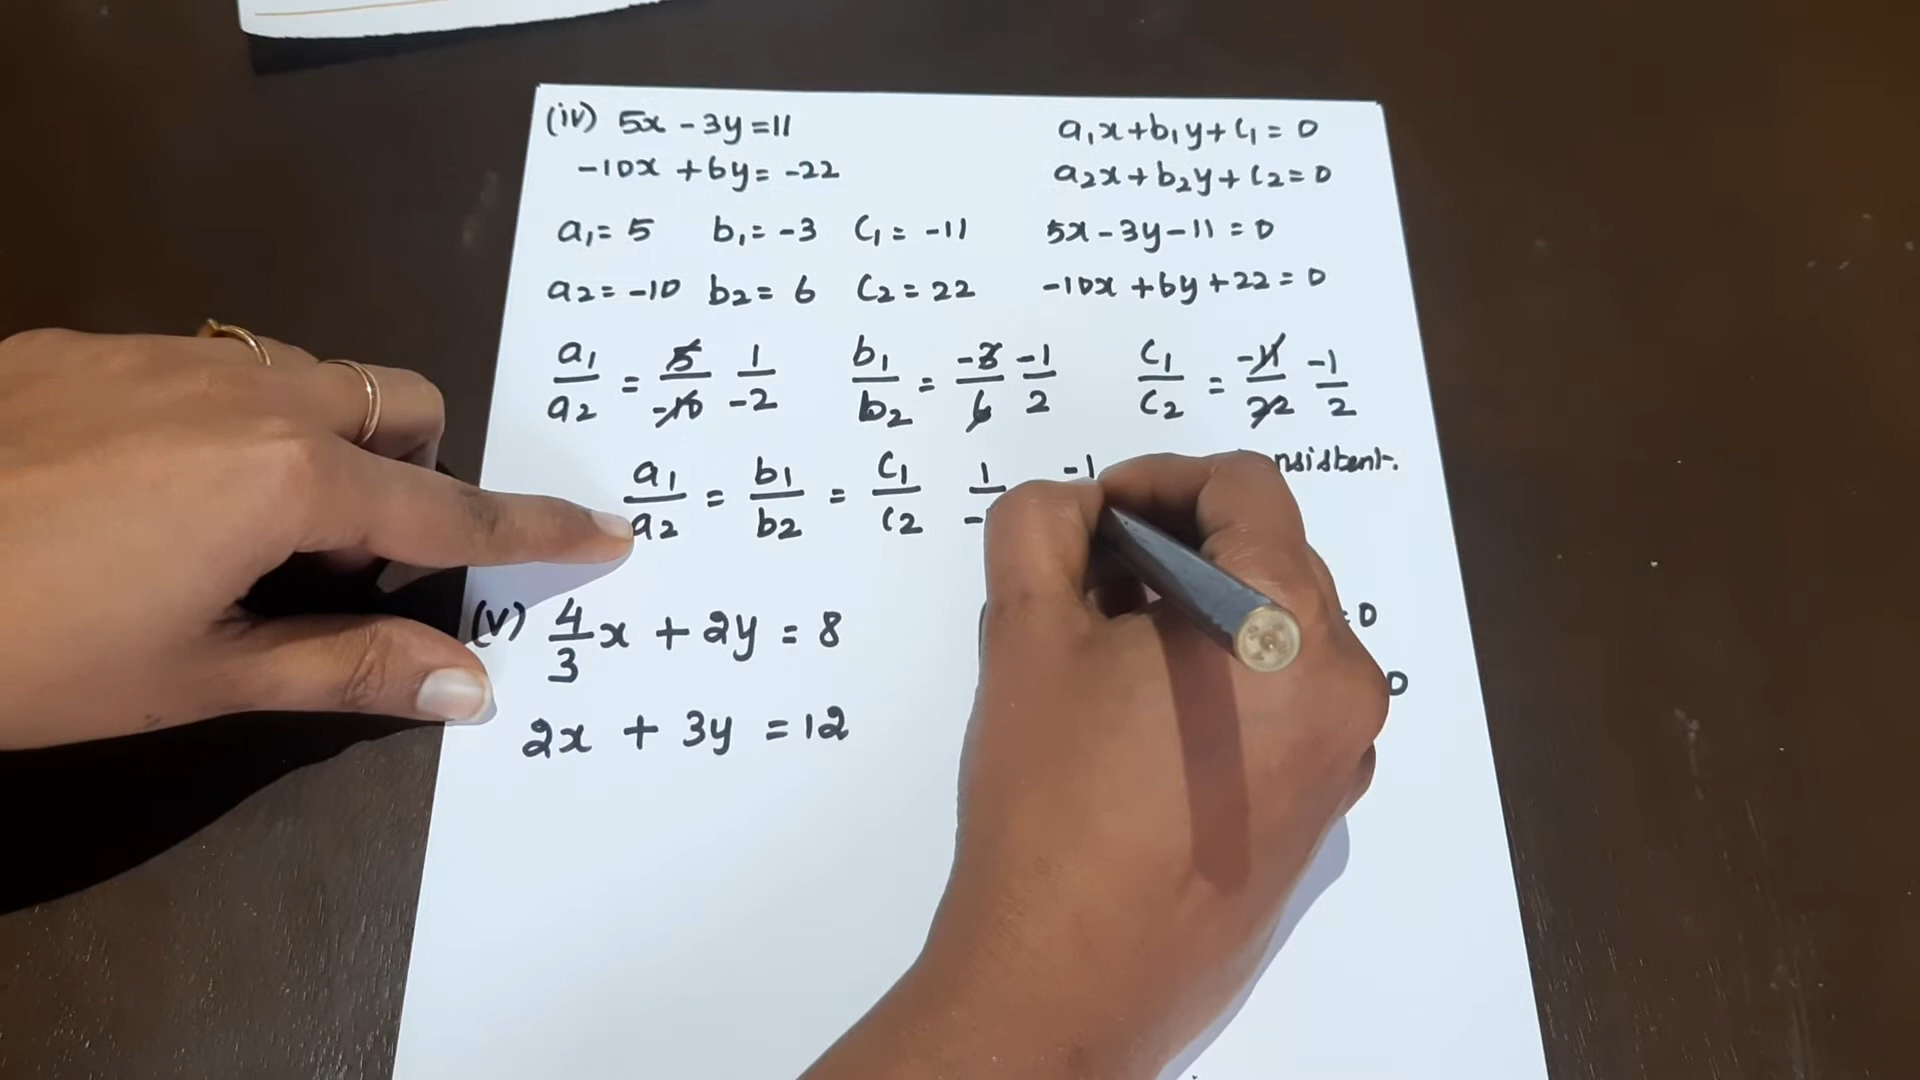 (iv) 5x - 3y = 11 a₁x + b₁y + c₁ = 0
-10x + 6y = -22 a₂x + b₂y + c₂ = 0
a₁ = 5 b₁ = -3 c₁ = -11 5x - 3y - 11 = 0
a₂ = -10 b₂ = 6 c₂ = 22 -10x + 6y + 22 = 0
a₁/a₂ = 5/-10 1/-2 b₁/b₂ = -3/6 -1/2 c₁/c₂ = -11/22 -1/2
a₁/a₂ = b₁/b₂ = c₁/c₂ 1 -1
(v) 4/3 x + 2y = 8 = 0
2x + 3y = 12 0